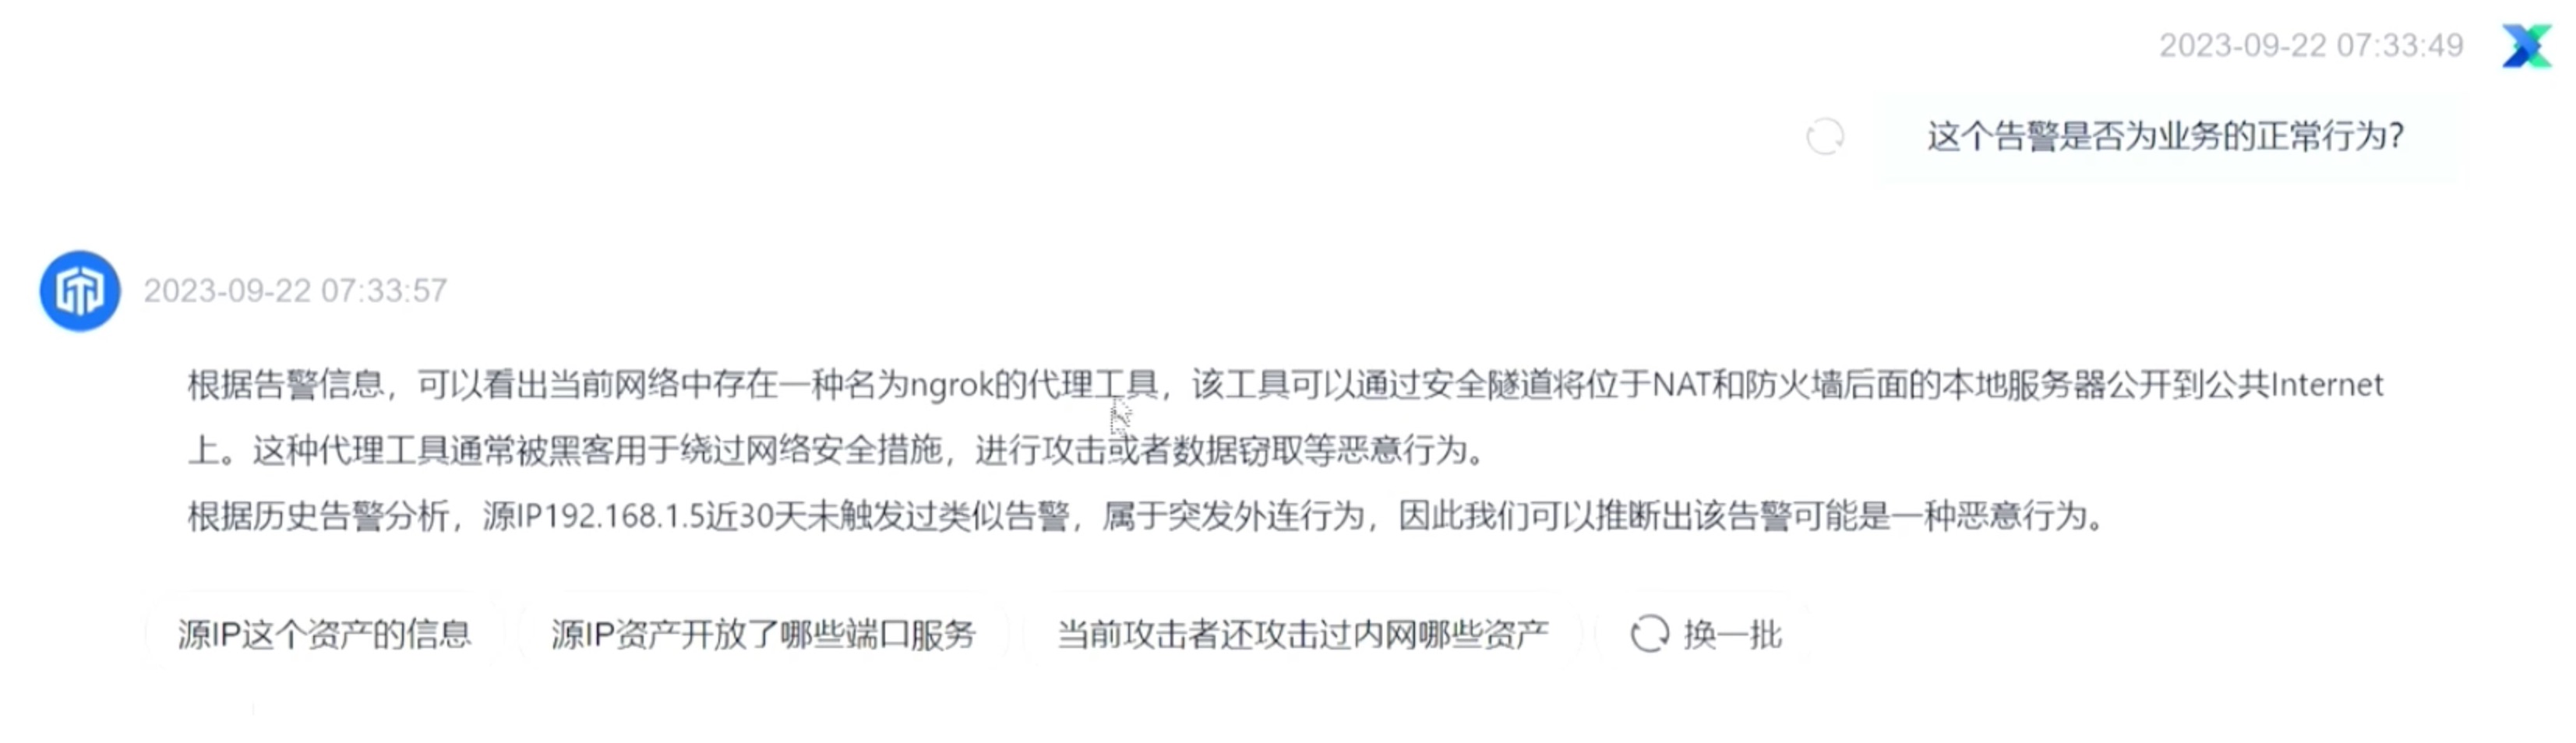 2023-09-22 07:33:49
这个告警是否为业务的正常行为?
2023-09-22 07:33:57
根据告警信息，可以看出当前网络中存在一种名为ngrok的代理工具，该工具可以通过安全隧道将位于NAT和防火墙后面的本地服务器公开到公共Internet
上。这种代理工具通常被黑客用于绕过网络安全措施，进行攻击或者数据窃取等恶意行为。
根据历史告警分析，源IP192.168.1.5近30天未触发过类似告警，属于突发外连行为，因此我们可以推断出该告警可能是一种恶意行为。
源IP这个资产的信息 源IP资产开放了哪些端口服务 当前攻击者还攻击过内网哪些资产 换一批